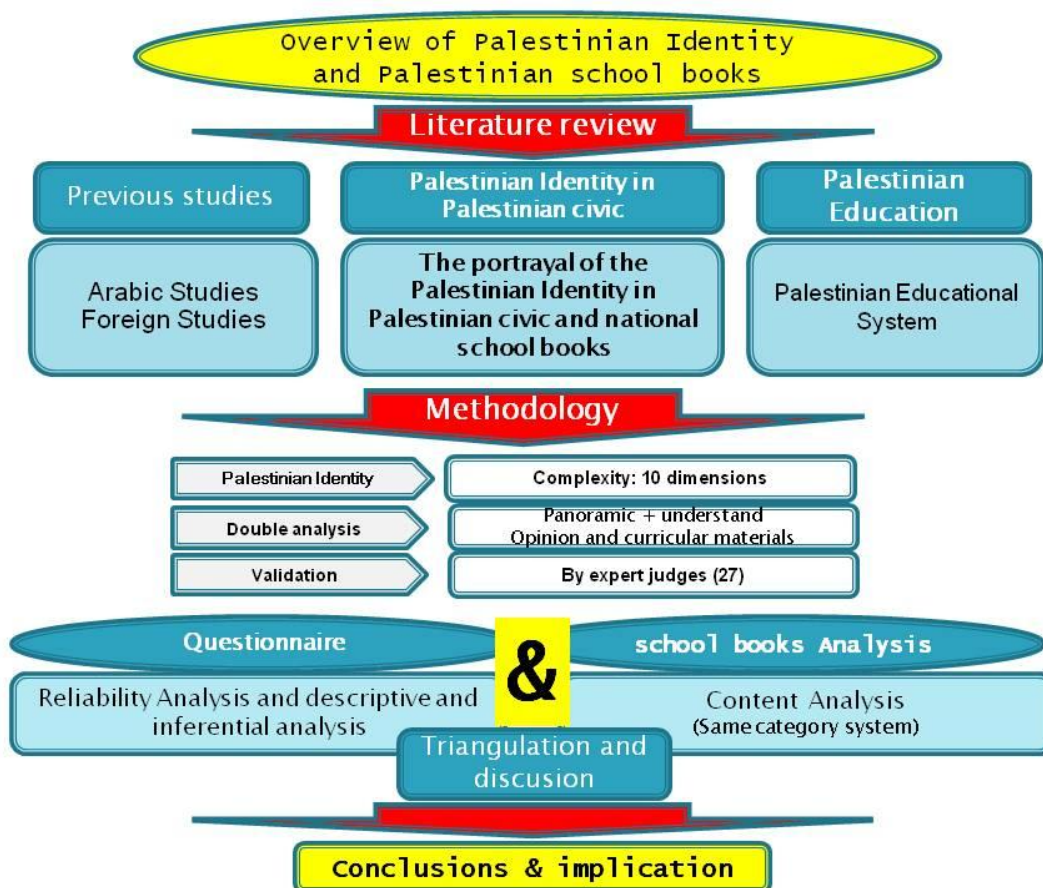 Overview of Palestinian Identity
and Palestinian school books
Literature review
Previous studies
Palestinian Identity in
Palestinian civic
Palestinian
Education
Arabic Studies
Foreign Studies
The portrayal of the
Palestinian Identity in
Palestinian civic and national
school books
Palestinian Educational
System
Methodology
Palestinian Identity
Complexity: 10 dimensions
Double analysis
Panoramic + understand
Opinion and curricular materials
Validation
By expert judges (27)
Questionnaire
&
school books Analysis
Reliability Analysis and descriptive and
inferential analysis
Content Analysis
(Same category system)
Triangulation and
discusion
Conclusions & implication